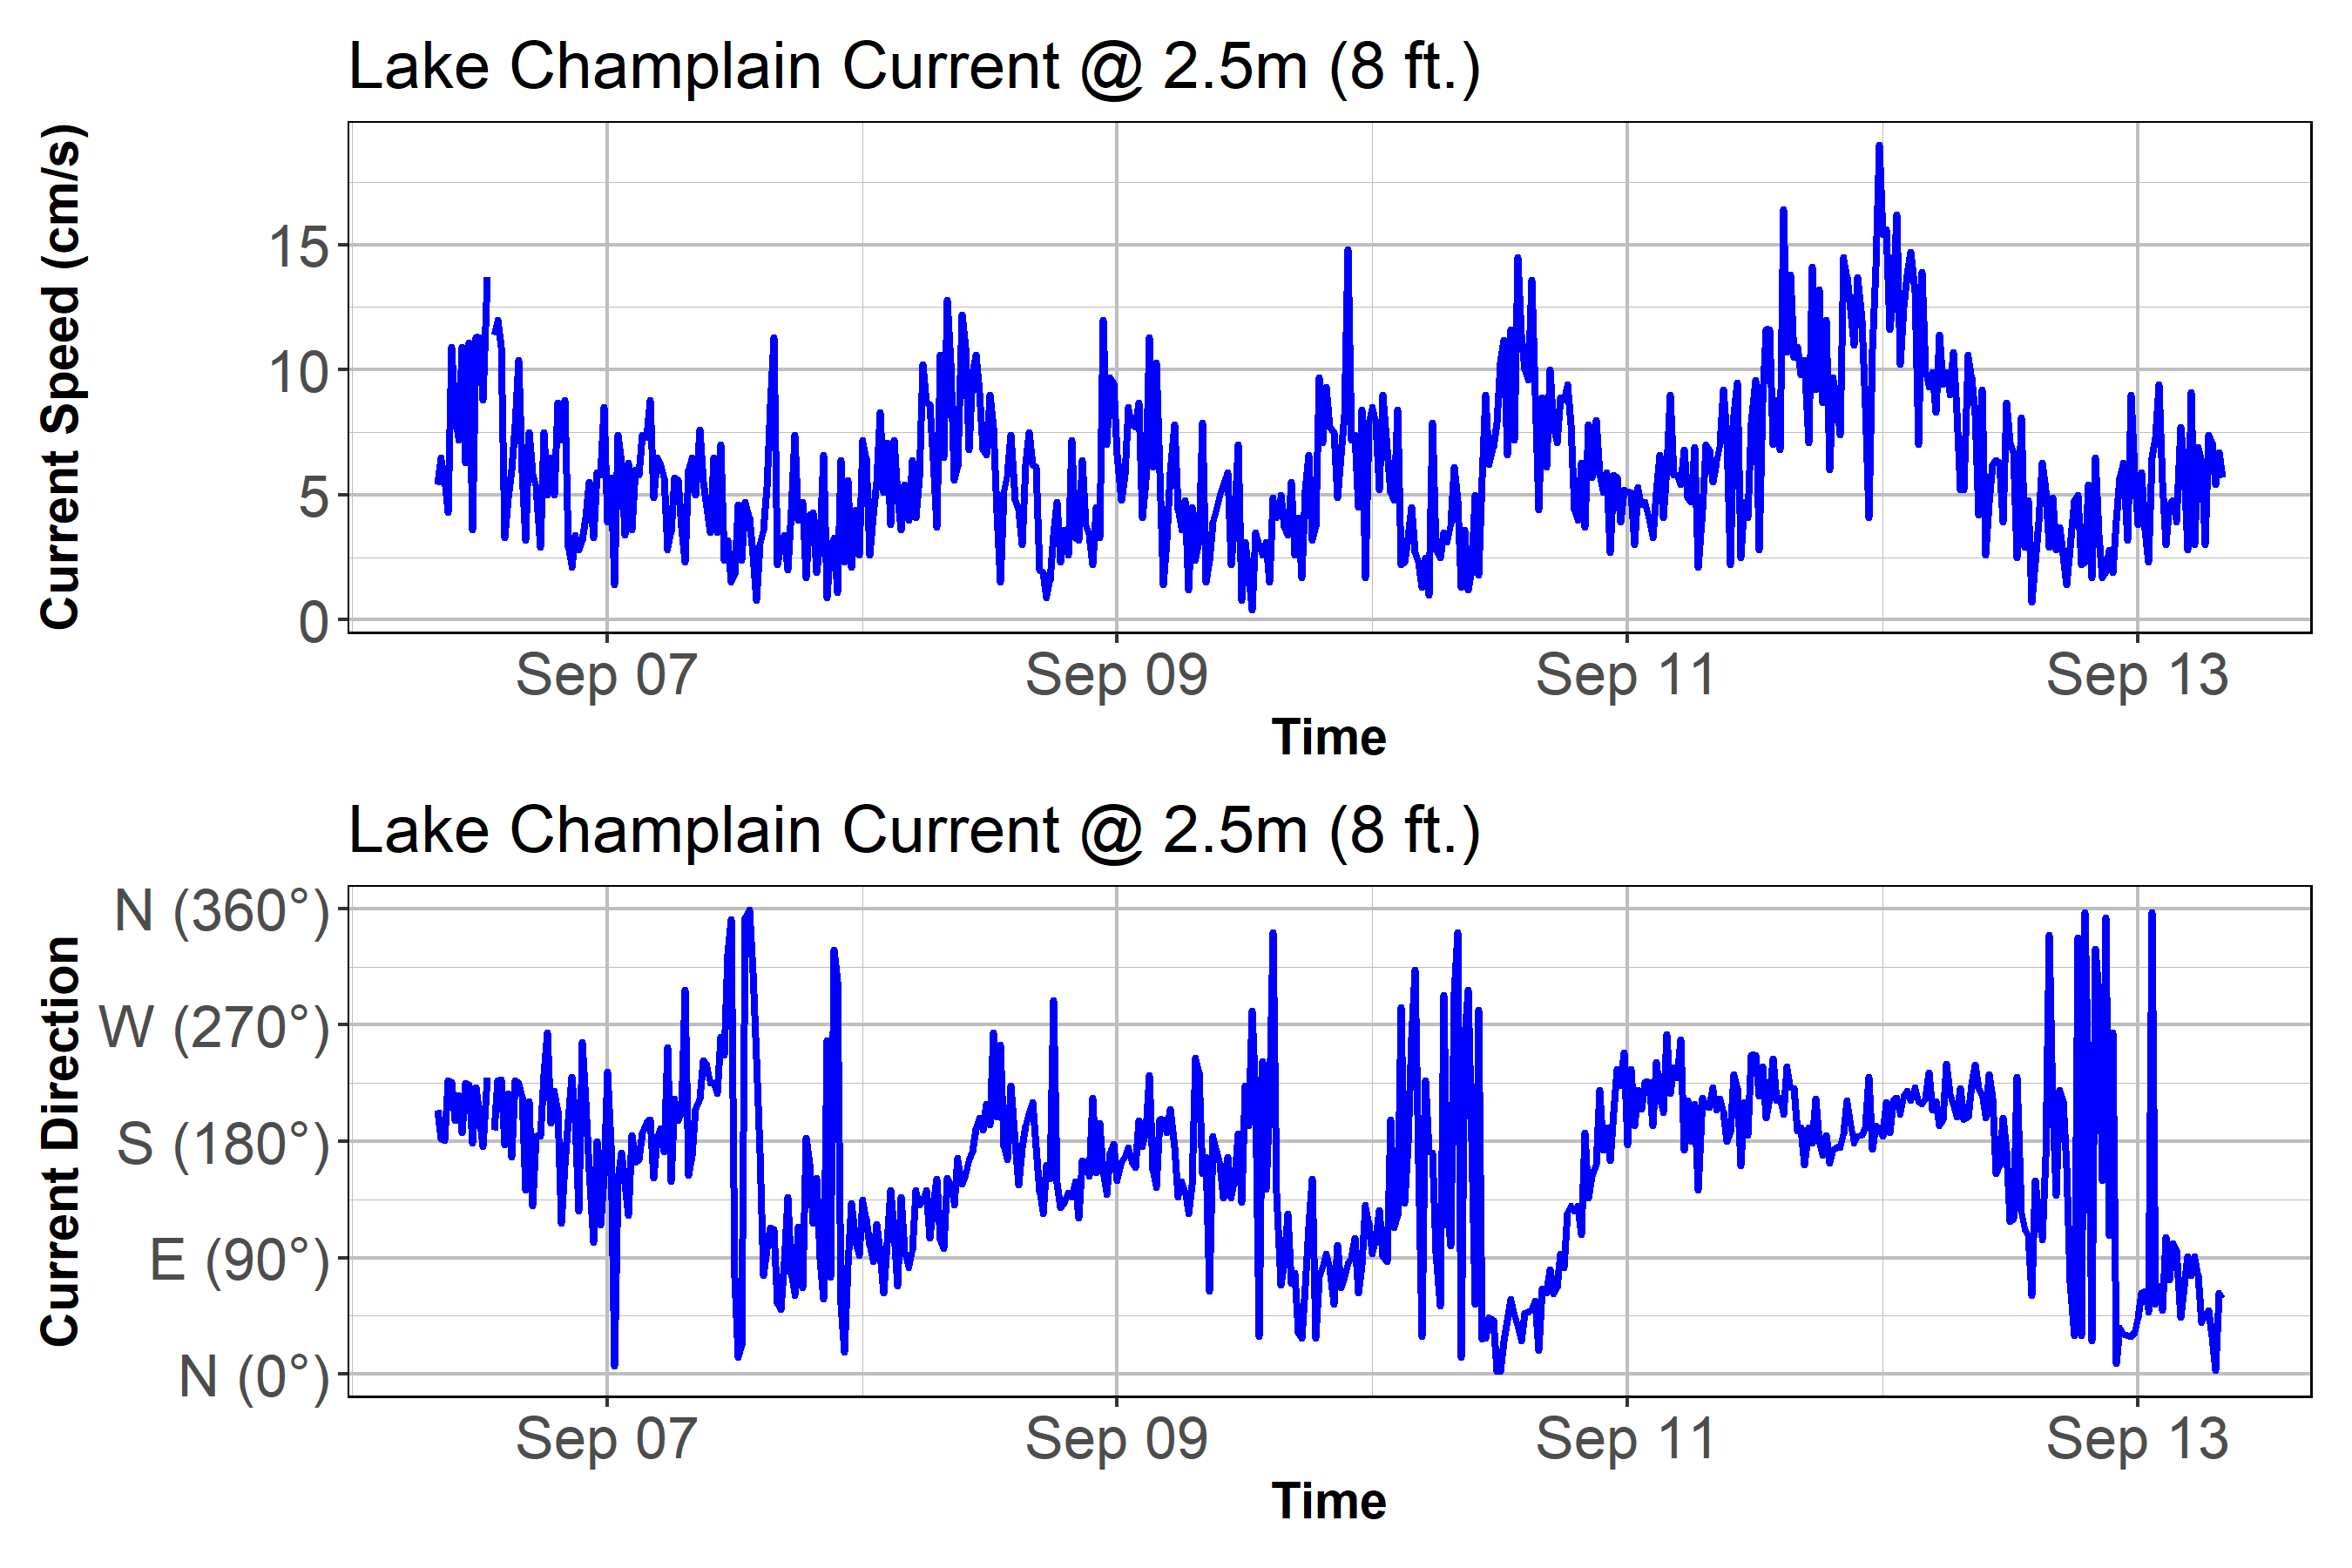 Lake Champlain Current @ 2.5m (8 ft.)
Current Speed (cm/s)
15
10
5
0
Sep 07 Sep 09 Sep 11 Sep 13
Time
Lake Champlain Current @ 2.5m (8 ft.)
Current Direction
N (360°)
W (270°)
S (180°)
E (90°)
N (0°)
Sep 07 Sep 09 Sep 11 Sep 13
Time